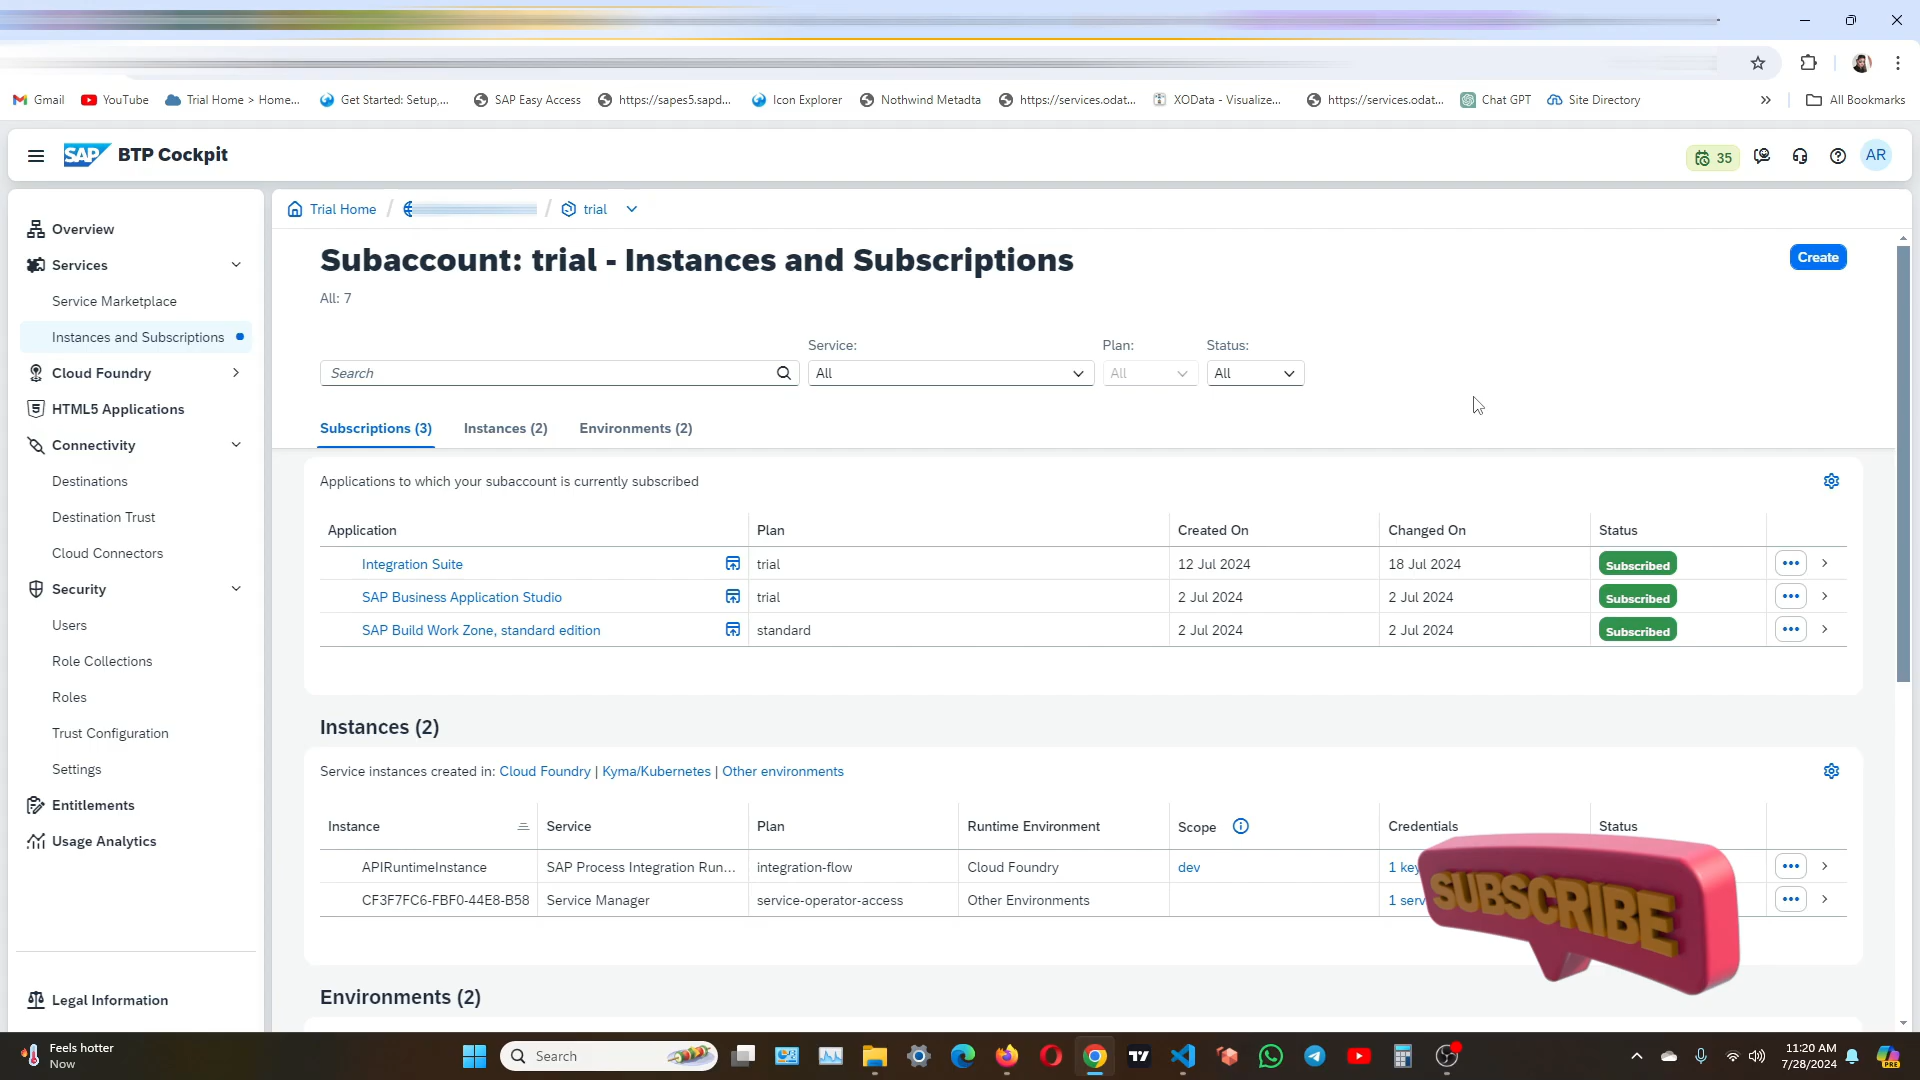 Gmail
YouTube
Trial Home > Home...
Get Started: Setup,...
SAP Easy Access
https://sapes5.sapd...
Icon Explorer
Nothwind Metadta
https://services.odat...
XOData - Visualize...
https://services.odat...
Chat GPT
Site Directory
»
All Bookmarks
SAP BTP Cockpit
35
AR
Overview
Services
Service Marketplace
Instances and Subscriptions
Cloud Foundry
HTML5 Applications
Connectivity
Destinations
Destination Trust
Cloud Connectors
Security
Users
Role Collections
Roles
Trust Configuration
Settings
Entitlements
Usage Analytics
Legal Information
Trial Home / / trial
Subaccount: trial - Instances and Subscriptions
Create
All: 7
Service: Plan: Status:
Search All All All
Subscriptions (3) Instances (2) Environments (2)
Applications to which your subaccount is currently subscribed
Application Plan Created On Changed On Status
Integration Suite trial 12 Jul 2024 18 Jul 2024 Subscribed
SAP Business Application Studio trial 2 Jul 2024 2 Jul 2024 Subscribed
SAP Build Work Zone, standard edition standard 2 Jul 2024 2 Jul 2024 Subscribed
Instances (2)
Service instances created in: Cloud Foundry | Kyma/Kubernetes | Other environments
Instance Service Plan Runtime Environment Scope Credentials Status
APIRuntimeInstance SAP Process Integration Run... integration-flow Cloud Foundry dev 1 key
CF3F7FC6-FBF0-44E8-B58 Service Manager service-operator-access Other Environments 1 serv
SUBSCRIBE
Environments (2)
Feels hotter
Now
Search
11:20 AM
7/28/2024
PRE